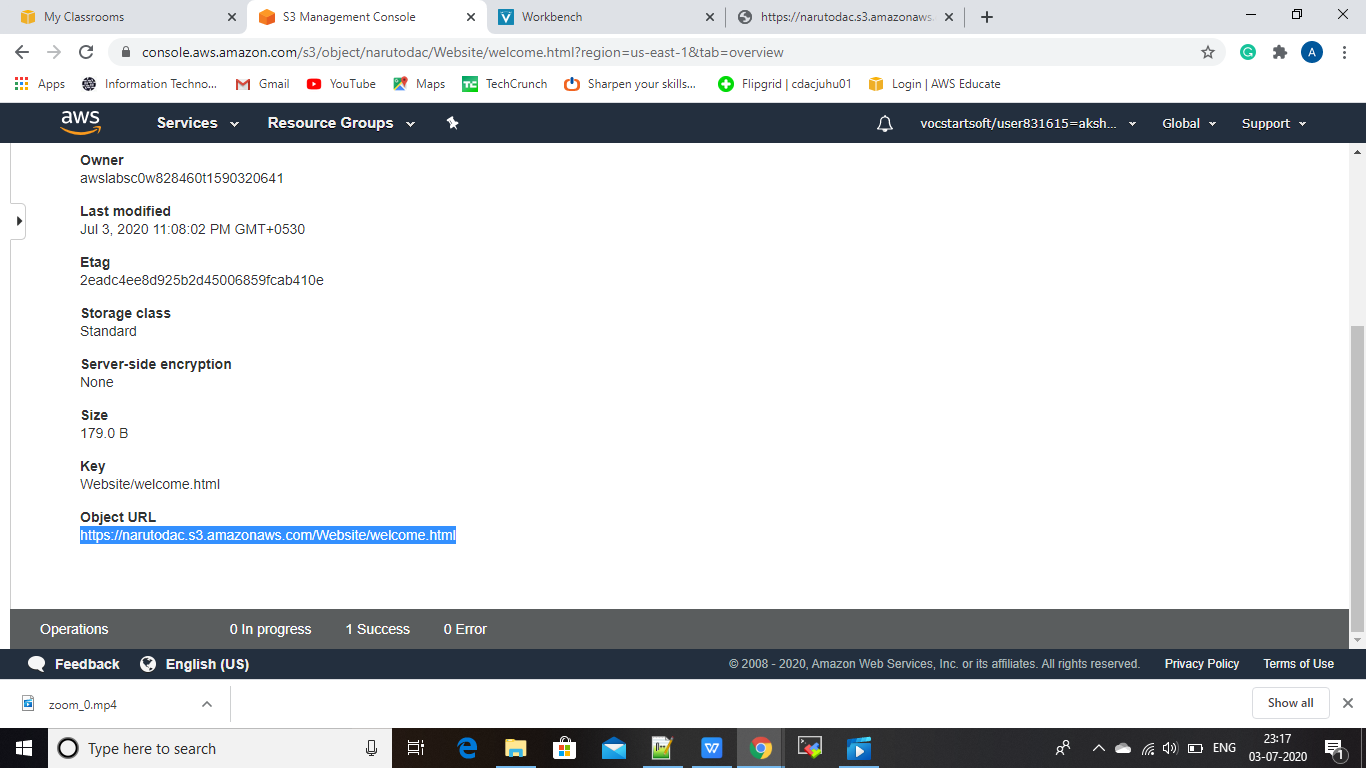 My Classrooms
S3 Management Console
Workbench
https://narutodac.s3.amazonaws.
console.aws.amazon.com/s3/object/narutodac/Website/welcome.html?region=us-east-1&tab=overview
A
Apps
Information Techno...
Gmail
YouTube
Maps
TechCrunch
Sharpen your skills...
Flipgrid | cdacjuhu01
Login | AWS Educate
aws
Services
Resource Groups
vocstartsoft/user831615=aksh...
Global
Support
Owner
awslabsc0w828460t1590320641
Last modified
Jul 3, 2020 11:08:02 PM GMT+0530
Etag
2eadc4ee8d925b2d45006859fcab410e
Storage class
Standard
Server-side encryption
None
Size
179.0 B
Key
Website/welcome.html
Object URL
https://narutodac.s3.amazonaws.com/Website/welcome.html
Operations
0 In progress
1 Success
0 Error
Feedback
English (US)
© 2008 - 2020, Amazon Web Services, Inc. or its affiliates. All rights reserved.
Privacy Policy
Terms of Use
zoom_0.mp4
Show all
Type here to search
ENG
23:17
03-07-2020
1